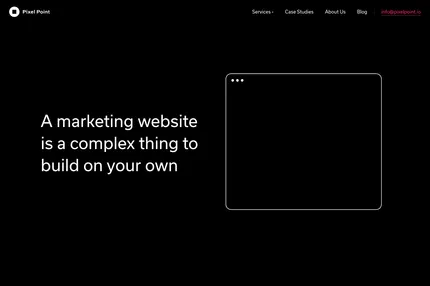 Pixel Point
Services
Case Studies
About Us
Blog
info@pixelpoint.io
A marketing website
is a complex thing to
build on your own